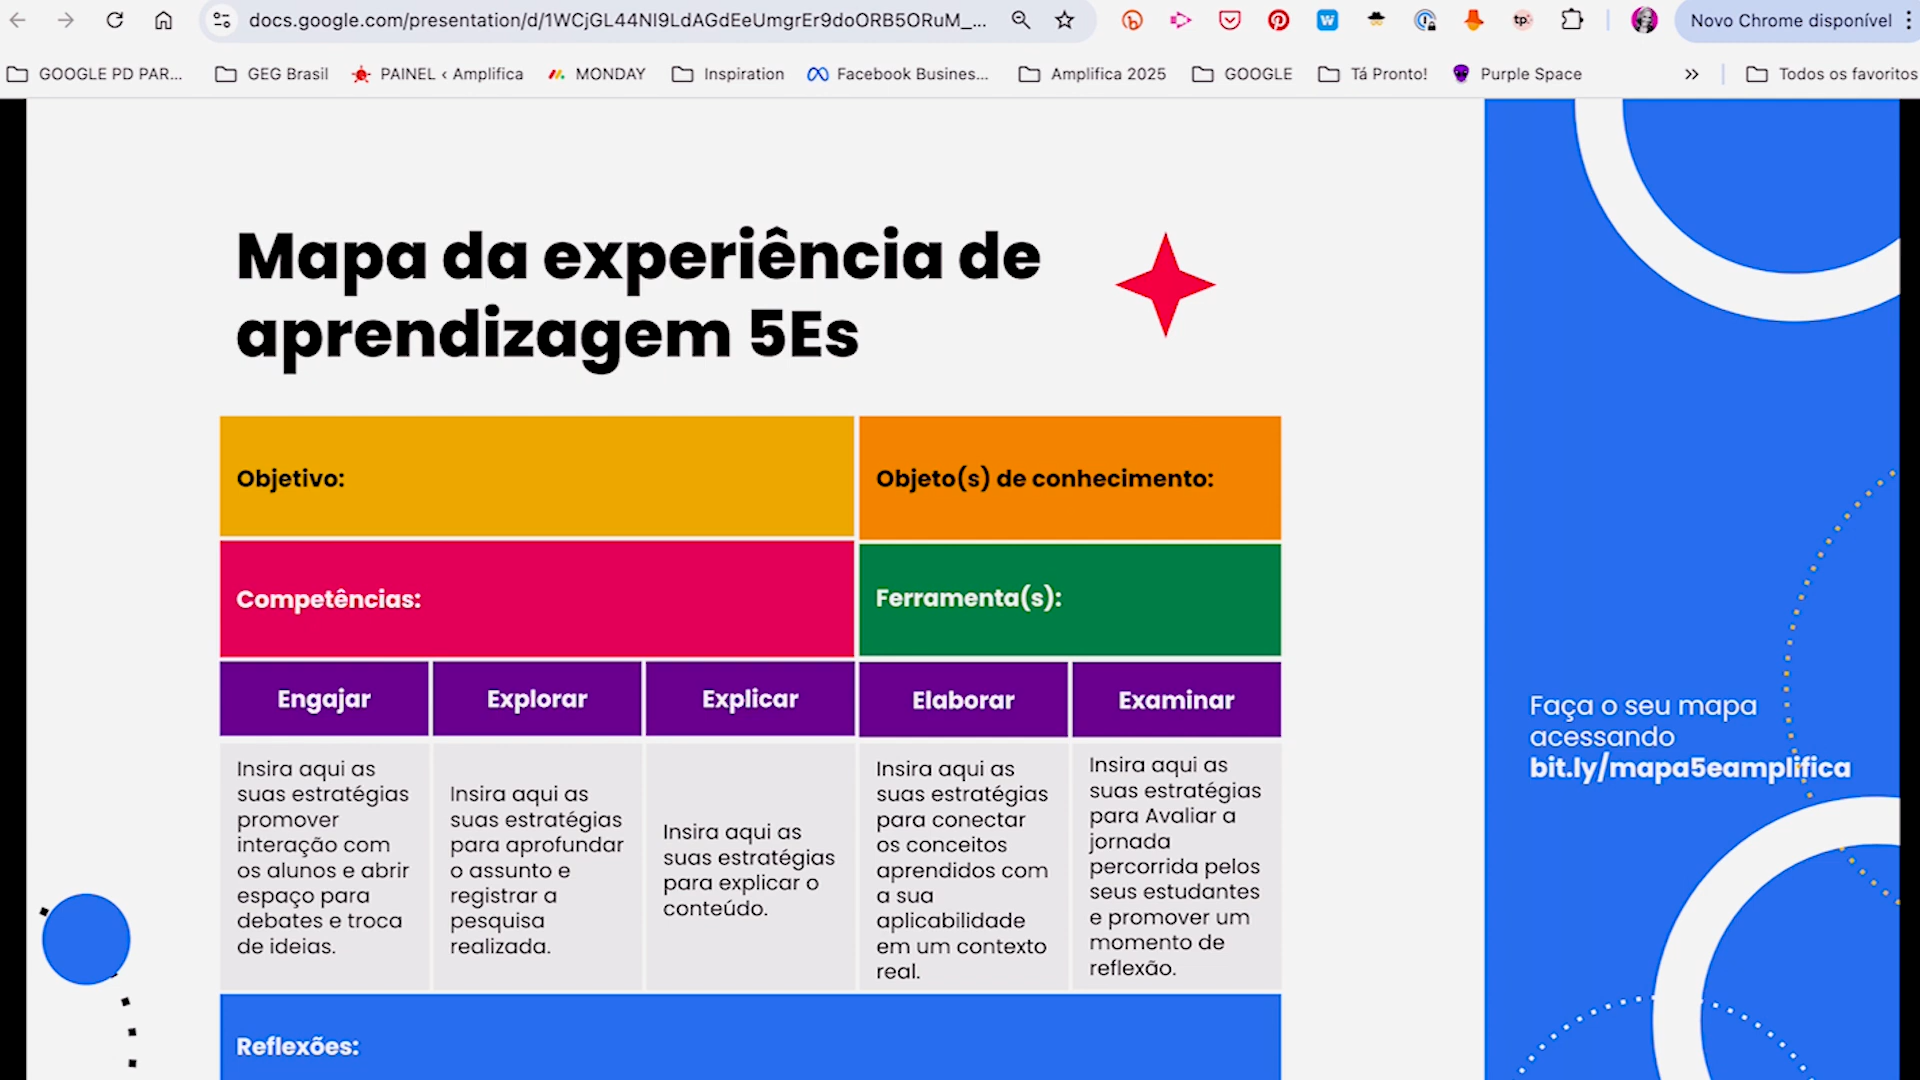 docs.google.com/presentation/d/1WCjGL44NI9LdAGdEeUmgrEr9doORB5ORuM_...
Novo Chrome disponível
GOOGLE PD PAR...
GEG Brasil
PAINEL ‹ Amplifica
MONDAY
Inspiration
Facebook Busines...
Amplifica 2025
GOOGLE
Tá Pronto!
Purple Space
»
Todos os favoritos
Mapa da experiência de
aprendizagem 5Es
Objetivo:
Objeto(s) de conhecimento:
Competências:
Ferramenta(s):
Engajar
Explorar
Explicar
Elaborar
Examinar
Insira aqui as
suas estratégias
promover
interação com
os alunos e abrir
espaço para
debates e troca
de ideias.
Insira aqui as
suas estratégias
para aprofundar
o assunto e
registrar a
pesquisa
realizada.
Insira aqui as
suas estratégias
para explicar o
conteúdo.
Insira aqui as
suas estratégias
para conectar
os conceitos
aprendidos com
a sua
aplicabilidade
em um contexto
real.
Insira aqui as
suas estratégias
para Avaliar a
jornada
percorrida pelos
seus estudantes
e promover um
momento de
reflexão.
Reflexões:
Faça o seu mapa
acessando
bit.ly/mapa5eamplifica